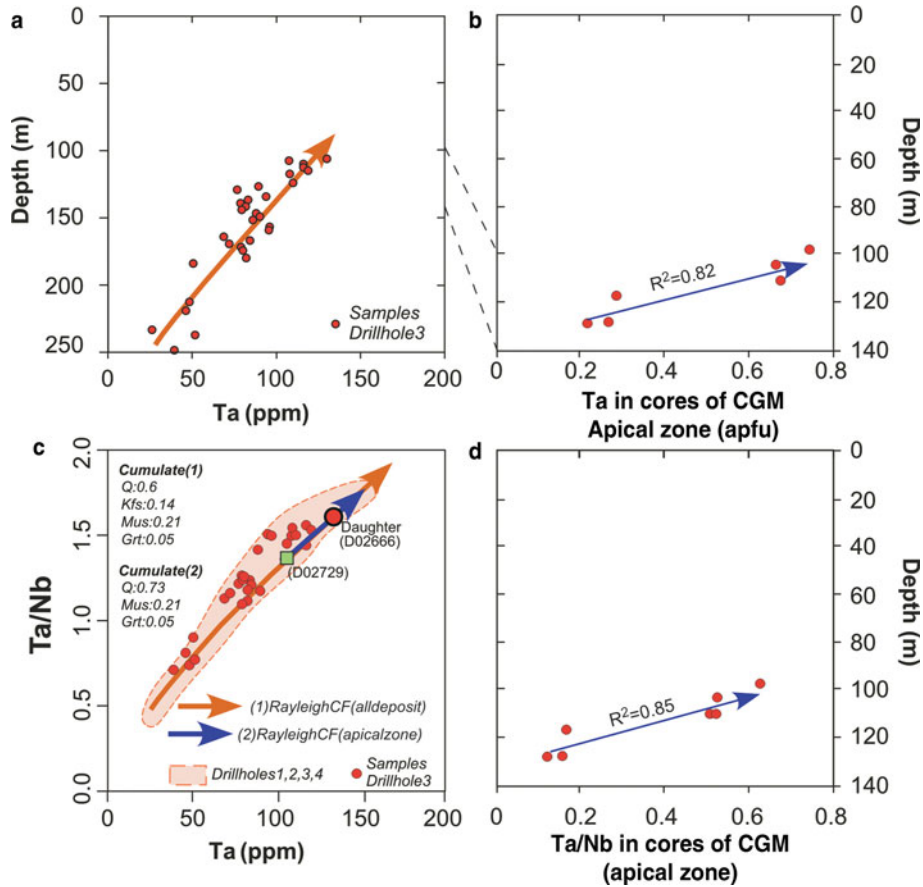 a
0
50
100
150
200
250
Depth (m)
0
50
100
150
200
Ta (ppm)
Samples
Drillhole3
b
0
20
40
60
80
100
120
140
Depth (m)
R²=0.82
0
0.2
0.4
0.6
0.8
Ta in cores of CGM
Apical zone (apfu)
c
2.0
1.5
1.0
0.5
0.0
Ta/Nb
Cumulate(1)
Q:0.6
Kfs:0.14
Mus:0.21
Grt:0.05
Cumulate(2)
Q:0.73
Mus:0.21
Grt:0.05
Daughter
(D02666)
(D02729)
(1)RayleighCF(alldeposit)
(2)RayleighCF(apicalzone)
Drillholes1,2,3,4
Samples
Drillhole3
0
50
100
150
200
Ta (ppm)
d
0
20
40
60
80
100
120
140
Depth (m)
R²=0.85
0
0.2
0.4
0.6
0.8
Ta/Nb in cores of CGM
(apical zone)